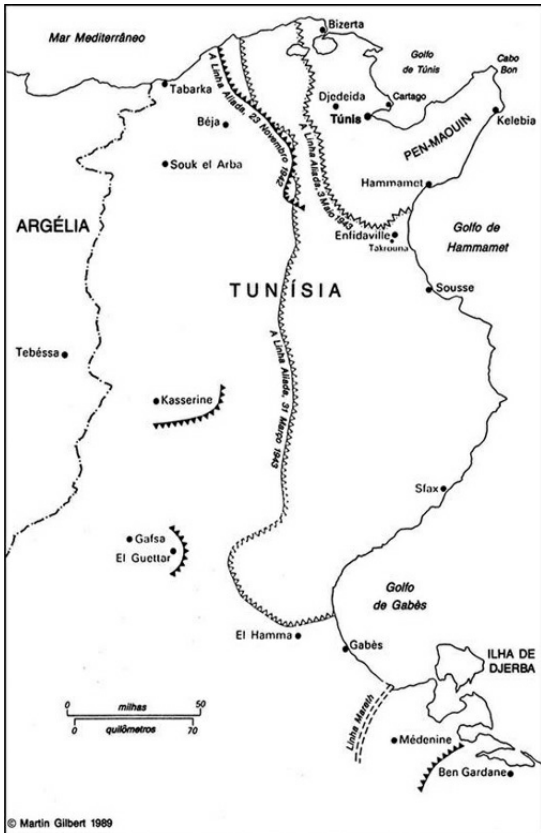 Mar Mediterrâneo
Bizerta
Golfo
de Túnis
Cabo
Bon
Tabarka
Djedeida
Cartago
Túnis
Kelebia
Béja
A Linha Aliada, 23 Novembro 1942
A Linha Aliada, 3 Maio 1943
PEN-MAOUIN
Souk el Arba
Hammamet
ARGÉLIA
Enfidaville
Takrouna
Golfo de
Hammamet
TUNÍSIA
Sousse
Tebéssa
A Linha Aliada, 31 Março 1943
Kasserine
Sfax
Gafsa
El Guettar
Golfo
de Gabès
El Hamma
Gabès
ILHA DE
DJERBA
0 milhas 50
0 quilômetros 70
Linha Mareth
Médenine
Ben Gardane
© Martin Gilbert 1989